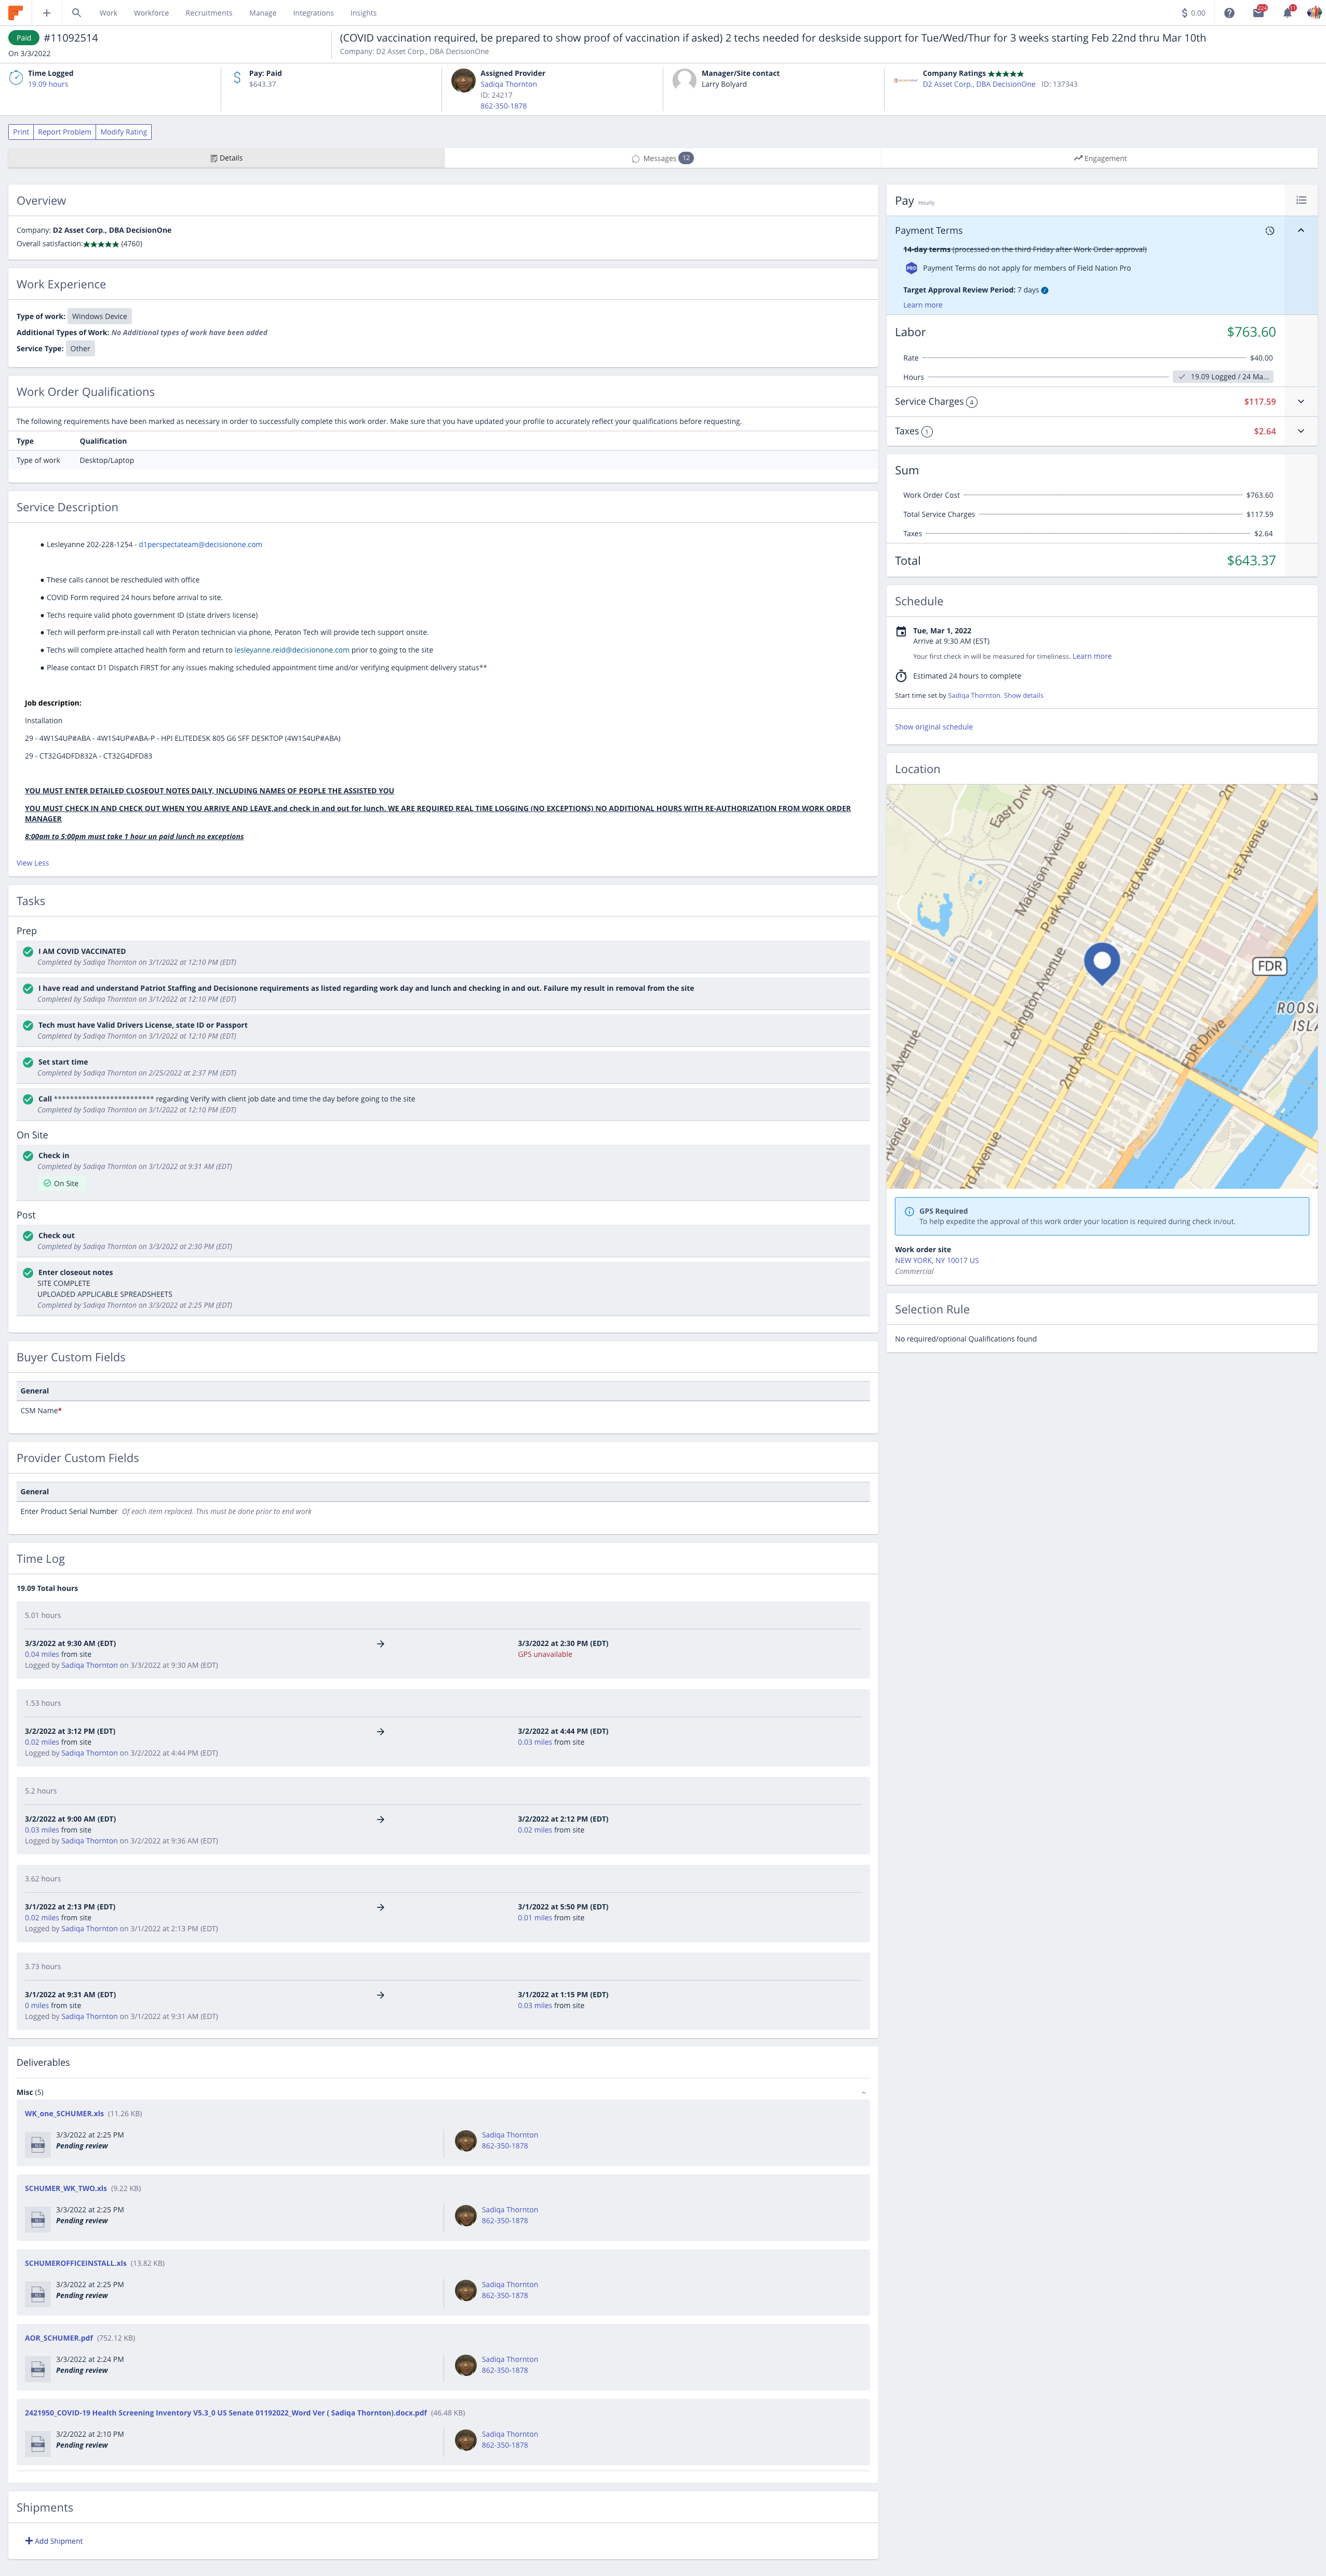 Work Workforce Recruitments Manage Integrations Insights
$ 0.00
11
Paid #11092514
On 3/3/2022
(COVID vaccination required, be prepared to show proof of vaccination if asked) 2 techs needed for deskside support for Tue/Wed/Thur for 3 weeks starting Feb 22nd thru Mar 10th
Company: D2 Asset Corp., DBA DecisionOne
Time Logged
19.09 hours
Pay: Paid
$643.37
Assigned Provider
Sadiqa Thornton
ID: 24217
862-350-1878
Manager/Site contact
Larry Bolyard
Company Ratings ★★★★★
D2 Asset Corp., DBA DecisionOne ID: 137343
Print Report Problem Modify Rating
Details
Messages 12
Engagement
Overview
Company: D2 Asset Corp., DBA DecisionOne
Overall satisfaction:★★★★★ (4760)
Work Experience
Type of work: Windows Device
Additional Types of Work: No Additional types of work have been added
Service Type: Other
Work Order Qualifications
The following requirements have been marked as necessary in order to successfully complete this work order. Make sure that you have updated your profile to accurately reflect your qualifications before requesting.
Type Qualification
Type of work Desktop/Laptop
Service Description
• Lesleyanne 202-228-1254 - d1perspectateam@decisionone.com
• These calls cannot be rescheduled with office
• COVID Form required 24 hours before arrival to site.
• Techs require valid photo government ID (state drivers license)
• Tech will perform pre-install call with Peraton technician via phone, Peraton Tech will provide tech support onsite.
• Techs will complete attached health form and return to lesleyanne.reid@decisionone.com prior to going to the site
• Please contact D1 Dispatch FIRST for any issues making scheduled appointment time and/or verifying equipment delivery status**
Job description:
Installation
29 - 4W1S4UP#ABA - 4W1S4UP#ABA-P - HPI ELITEDESK 805 G6 SFF DESKTOP (4W1S4UP#ABA)
29 - CT32G4DFD832A - CT32G4DFD83
YOU MUST ENTER DETAILED CLOSEOUT NOTES DAILY, INCLUDING NAMES OF PEOPLE THE ASSISTED YOU
YOU MUST CHECK IN AND CHECK OUT WHEN YOU ARRIVE AND LEAVE,and check in and out for lunch. WE ARE REQUIRED REAL TIME LOGGING (NO EXCEPTIONS) NO ADDITIONAL HOURS WITH RE-AUTHORIZATION FROM WORK ORDER
MANAGER
8:00am to 5:00pm must take 1 hour un paid lunch no exceptions
View Less
Tasks
Prep
I AM COVID VACCINATED
Completed by Sadiqa Thornton on 3/1/2022 at 12:10 PM (EDT)
I have read and understand Patriot Staffing and Decisionone requirements as listed regarding work day and lunch and checking in and out. Failure my result in removal from the site
Completed by Sadiqa Thornton on 3/1/2022 at 12:10 PM (EDT)
Tech must have Valid Drivers License, state ID or Passport
Completed by Sadiqa Thornton on 3/1/2022 at 12:10 PM (EDT)
Set start time
Completed by Sadiqa Thornton on 2/25/2022 at 2:37 PM (EDT)
Call ************************* regarding Verify with client job date and time the day before going to the site
Completed by Sadiqa Thornton on 3/1/2022 at 12:10 PM (EDT)
On Site
Check in
Completed by Sadiqa Thornton on 3/1/2022 at 9:31 AM (EDT)
On Site
Post
Check out
Completed by Sadiqa Thornton on 3/3/2022 at 2:30 PM (EDT)
Enter closeout notes
SITE COMPLETE
UPLOADED APPLICABLE SPREADSHEETS
Completed by Sadiqa Thornton on 3/3/2022 at 2:25 PM (EDT)
Buyer Custom Fields
General
CSM Name*
Provider Custom Fields
General
Enter Product Serial Number Of each item replaced. This must be done prior to end work
Time Log
19.09 Total hours
5.01 hours
3/3/2022 at 9:30 AM (EDT) → 3/3/2022 at 2:30 PM (EDT)
0.04 miles from site GPS unavailable
Logged by Sadiqa Thornton on 3/3/2022 at 9:30 AM (EDT)
1.53 hours
3/2/2022 at 3:12 PM (EDT) → 3/2/2022 at 4:44 PM (EDT)
0.02 miles from site 0.03 miles from site
Logged by Sadiqa Thornton on 3/2/2022 at 4:44 PM (EDT)
5.2 hours
3/2/2022 at 9:00 AM (EDT) → 3/2/2022 at 2:12 PM (EDT)
0.03 miles from site 0.02 miles from site
Logged by Sadiqa Thornton on 3/2/2022 at 9:36 AM (EDT)
3.62 hours
3/1/2022 at 2:13 PM (EDT) → 3/1/2022 at 5:50 PM (EDT)
0.02 miles from site 0.01 miles from site
Logged by Sadiqa Thornton on 3/1/2022 at 2:13 PM (EDT)
3.73 hours
3/1/2022 at 9:31 AM (EDT) → 3/1/2022 at 1:15 PM (EDT)
0 miles from site 0.03 miles from site
Logged by Sadiqa Thornton on 3/1/2022 at 9:31 AM (EDT)
Deliverables
Misc (5)
WK_one_SCHUMER.xls (11.26 KB)
3/3/2022 at 2:25 PM Sadiqa Thornton
Pending review 862-350-1878
SCHUMER_WK_TWO.xls (9.22 KB)
3/3/2022 at 2:25 PM Sadiqa Thornton
Pending review 862-350-1878
SCHUMEROFFICEINSTALL.xls (13.82 KB)
3/3/2022 at 2:25 PM Sadiqa Thornton
Pending review 862-350-1878
AOR_SCHUMER.pdf (752.12 KB)
3/3/2022 at 2:24 PM Sadiqa Thornton
Pending review 862-350-1878
2421950_COVID-19 Health Screening Inventory V5.3_0 US Senate 01192022_Word Ver ( Sadiqa Thornton).docx.pdf (46.48 KB)
3/2/2022 at 2:10 PM Sadiqa Thornton
Pending review 862-350-1878
Shipments
+ Add Shipment
Pay Hourly
Payment Terms
14-day terms (processed on the third Friday after Work Order approval)
PRO Payment Terms do not apply for members of Field Nation Pro
Target Approval Review Period: 7 days
Learn more
Labor $763.60
Rate $40.00
Hours 19.09 Logged / 24 Ma...
Service Charges 4 $117.59
Taxes 1 $2.64
Sum
Work Order Cost $763.60
Total Service Charges $117.59
Taxes $2.64
Total $643.37
Schedule
Tue, Mar 1, 2022
Arrive at 9:30 AM (EST)
Your first check in will be measured for timeliness. Learn more
Estimated 24 hours to complete
Start time set by Sadiqa Thornton. Show details
Show original schedule
Location
East Driv
5th
2n
Madison Avenue
Park Avenue
3rd Avenue
1st Avenue
Lexington Avenue
2nd Avenue
FDR
FDR Drive
ROOS
ISLA
5th Avenue
Avenue
3rd Avenue
GPS Required
To help expedite the approval of this work order your location is required during check in/out.
Work order site
NEW YORK, NY 10017 US
Commercial
Selection Rule
No required/optional Qualifications found